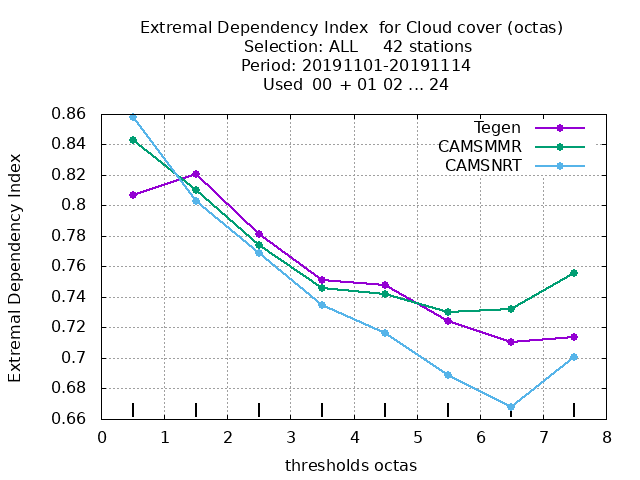 Extremal Dependency Index  for Cloud cover (octas)
Selection: ALL     42 stations
Period: 20191101-20191114
Used  00 + 01 02 ... 24
Extremal Dependency Index
0.86
0.84
0.82
0.8
0.78
0.76
0.74
0.72
0.7
0.68
0.66
Tegen
CAMSMMR
CAMSNRT
0 1 2 3 4 5 6 7 8
thresholds octas